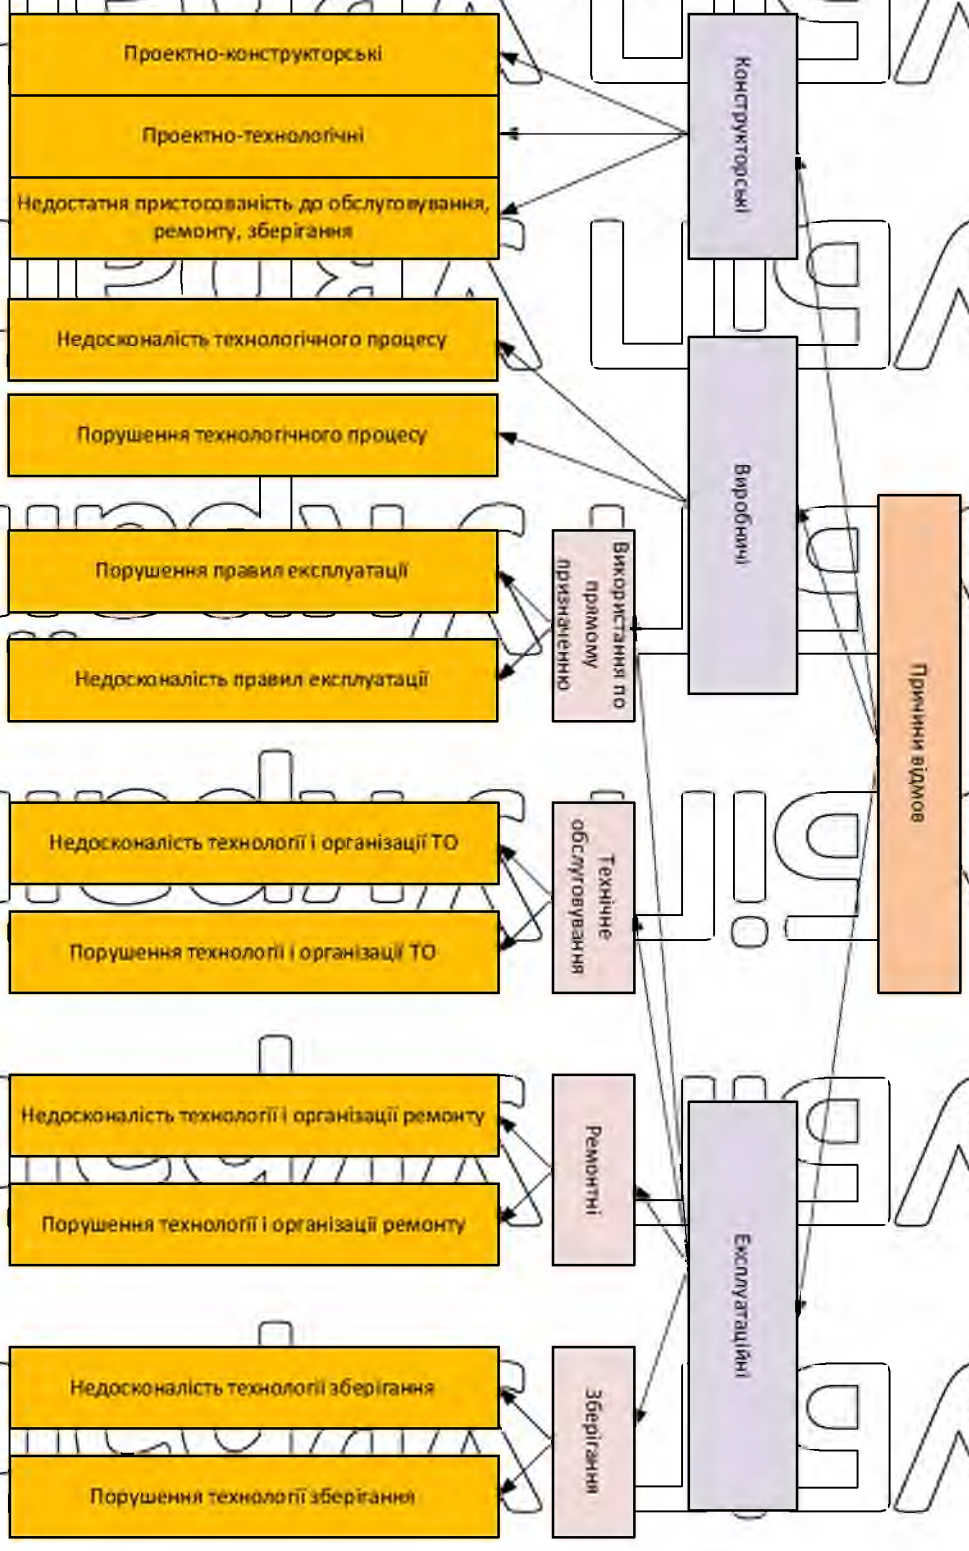 Проектно-конструкторські
Проектно-технологічні
Недостатня пристосованість до обслуговування,
ремонту, зберігання
Недосконалість технологічного процесу
Порушення технологічного процесу
Порушення правил експлуатації
Недосконалість правил експлуатації
Недосконалість технології і організації ТО
Порушення технології і організації ТО
Недосконалість технології і організації ремонту
Порушення технології і організації ремонту
Недосконалість технології зберігання
Порушення технології зберігання
Використання по
прямому
призначенню
Технічне
обслуговування
Ремонтні
Зберігання
Конструкторські
Виробничі
Експлуатаційні
Причини відмов